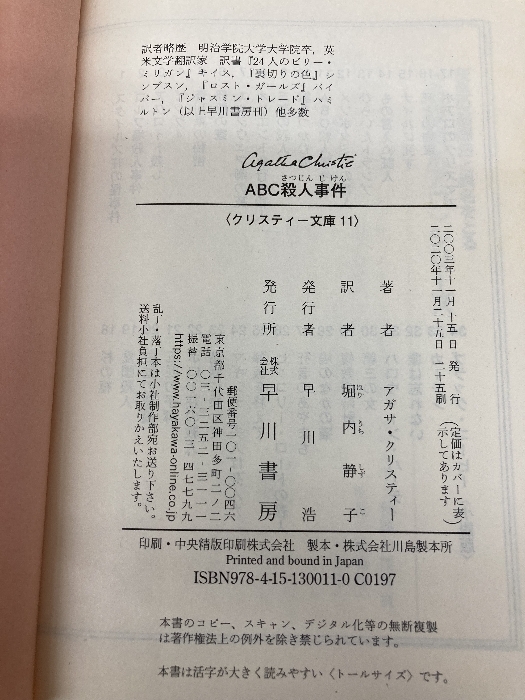 訳者略歴　明治学院大学大学院卒，英
米文学翻訳家　訳書『24人のビリー・
ミリガン』キイス，『裏切りの色』シ
ンプスン，『ロスト・ガールズ』パイ
パー，『ジャスミン・トレード』ハミ
ルトン（以上早川書房刊）他多数
Agatha Christie
さつじん じ けん
ABC殺人事件
〈クリスティー文庫 11〉
二〇〇三年十一月十五日　発　行
二〇二〇年十一月二十五日　二十五刷
（定価はカバーに表
示してあります）
著　者　アガサ・クリスティー
訳　者　堀内静子
ほり うち しず こ
発行者　早川　浩
発行所　株式会社　早川書房
郵便番号一〇一-〇〇四六
東京都千代田区神田多町二ノ二
電話　〇三-三二五二-三一一一
振替　〇〇一六〇-三-四七七九九
https://www.hayakawa-online.co.jp
乱丁・落丁本は小社制作部宛お送り下さい。
送料小社負担にてお取りかえいたします。
印刷・中央精版印刷株式会社　製本・株式会社川島製本所
Printed and bound in Japan
ISBN978-4-15-130011-0 C0197
本書のコピー、スキャン、デジタル化等の無断複製
は著作権法上の例外を除き禁じられています。
本書は活字が大きく読みやすい〈トールサイズ〉です。